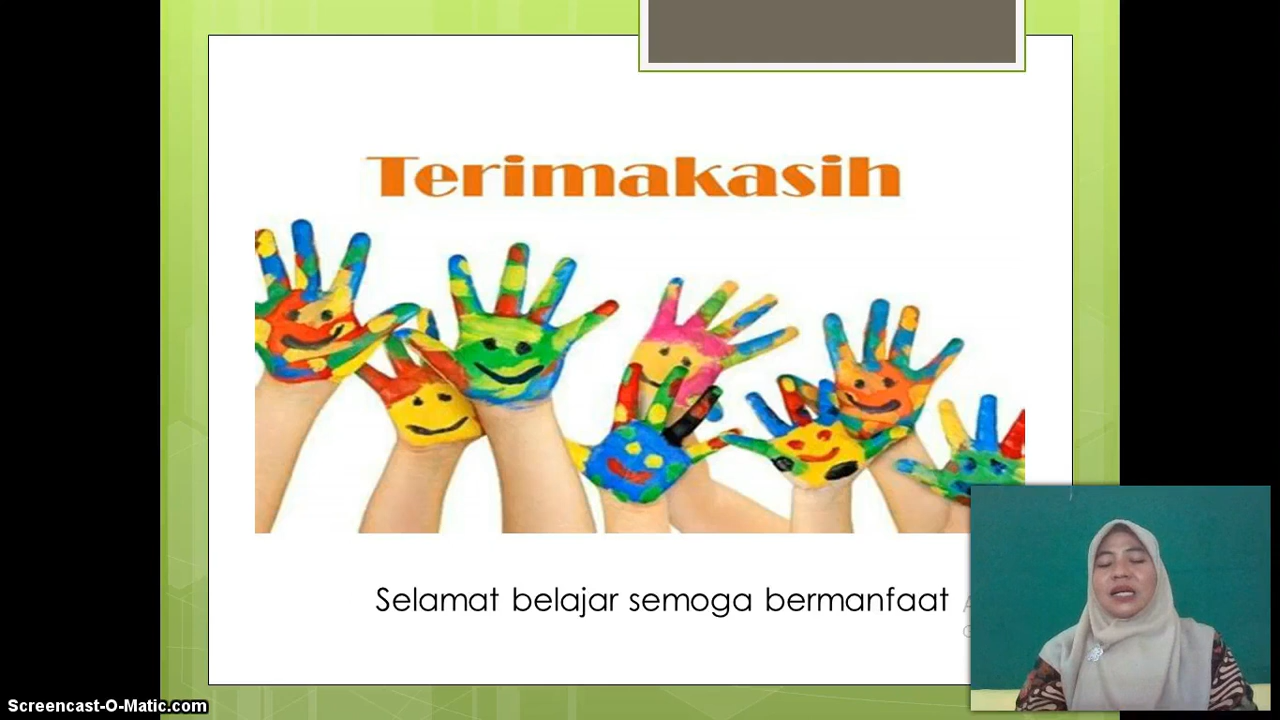 Terimakasih
Selamat belajar semoga bermanfaat
Screencast-O-Matic.com